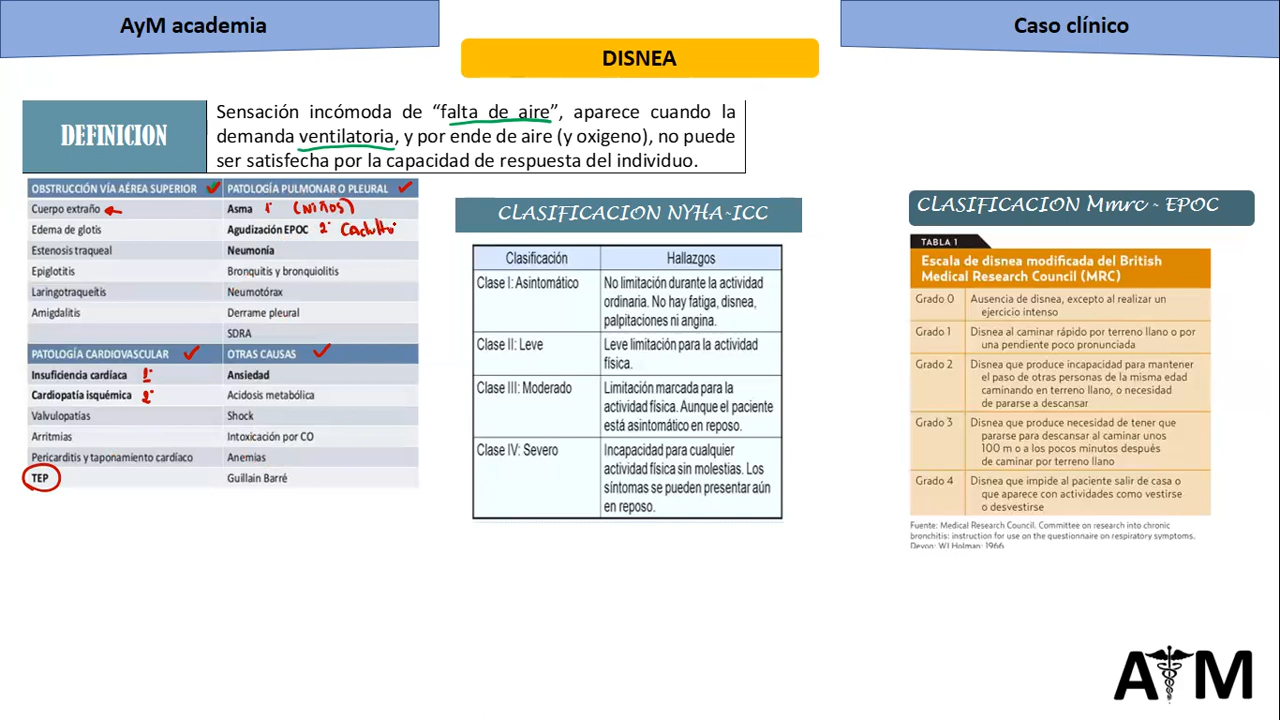 AyM academia
Caso clínico
DISNEA
DEFINICION
Sensación incómoda de “falta de aire”, aparece cuando la
demanda ventilatoria, y por ende de aire (y oxigeno), no puede
ser satisfecha por la capacidad de respuesta del individuo.
OBSTRUCCIÓN VÍA AÉREA SUPERIOR PATOLOGÍA PULMONAR O PLEURAL
Cuerpo extraño Asma 1° (niños)
Edema de glotis Agudización EPOC 2°
Estenosis traqueal Neumonía
Epiglotitis Bronquitis y bronquiolitis
Laringotraqueitis Neumotórax
Amigdalitis Derrame pleural
SDRA
PATOLOGÍA CARDIOVASCULAR OTRAS CAUSAS
Insuficiencia cardíaca 1° Ansiedad
Cardiopatía isquémica 2° Acidosis metabólica
Valvulopatías Shock
Arritmias Intoxicación por CO
Pericarditis y taponamiento cardíaco Anemias
TEP Guillain Barré
CLASIFICACION NYHA-ICC
Clasificación Hallazgos
Clase I: Asintomático No limitación durante la actividad
ordinaria. No hay fatiga, disnea,
palpitaciones ni angina.
Clase II: Leve Leve limitación para la actividad
física.
Clase III: Moderado Limitación marcada para la
actividad física. Aunque el paciente
está asintomático en reposo.
Clase IV: Severo Incapacidad para cualquier
actividad física sin molestias. Los
síntomas se pueden presentar aún
en reposo.
CLASIFICACION Mmrc - EPOC
TABLA 1
Escala de disnea modificada del British
Medical Research Council (MRC)
Grado 0 Ausencia de disnea, excepto al realizar un
ejercicio intenso
Grado 1 Disnea al caminar rápido por terreno llano o por
una pendiente poco pronunciada
Grado 2 Disnea que produce incapacidad para mantener
el paso de otras personas de la misma edad
caminando en terreno llano, o necesidad
de pararse a descansar
Grado 3 Disnea que produce necesidad de tener que
pararse para descansar al caminar unos
100 m o a los pocos minutos después
de caminar por terreno llano
Grado 4 Disnea que impide al paciente salir de casa o
que aparece con actividades como vestirse
o desvestirse
Fuente: Medical Research Council. Committee on research into chronic
bronchitis: instruction for use on the questionnaire on respiratory symptoms.
Devon: WJ Holman; 1966
AYM